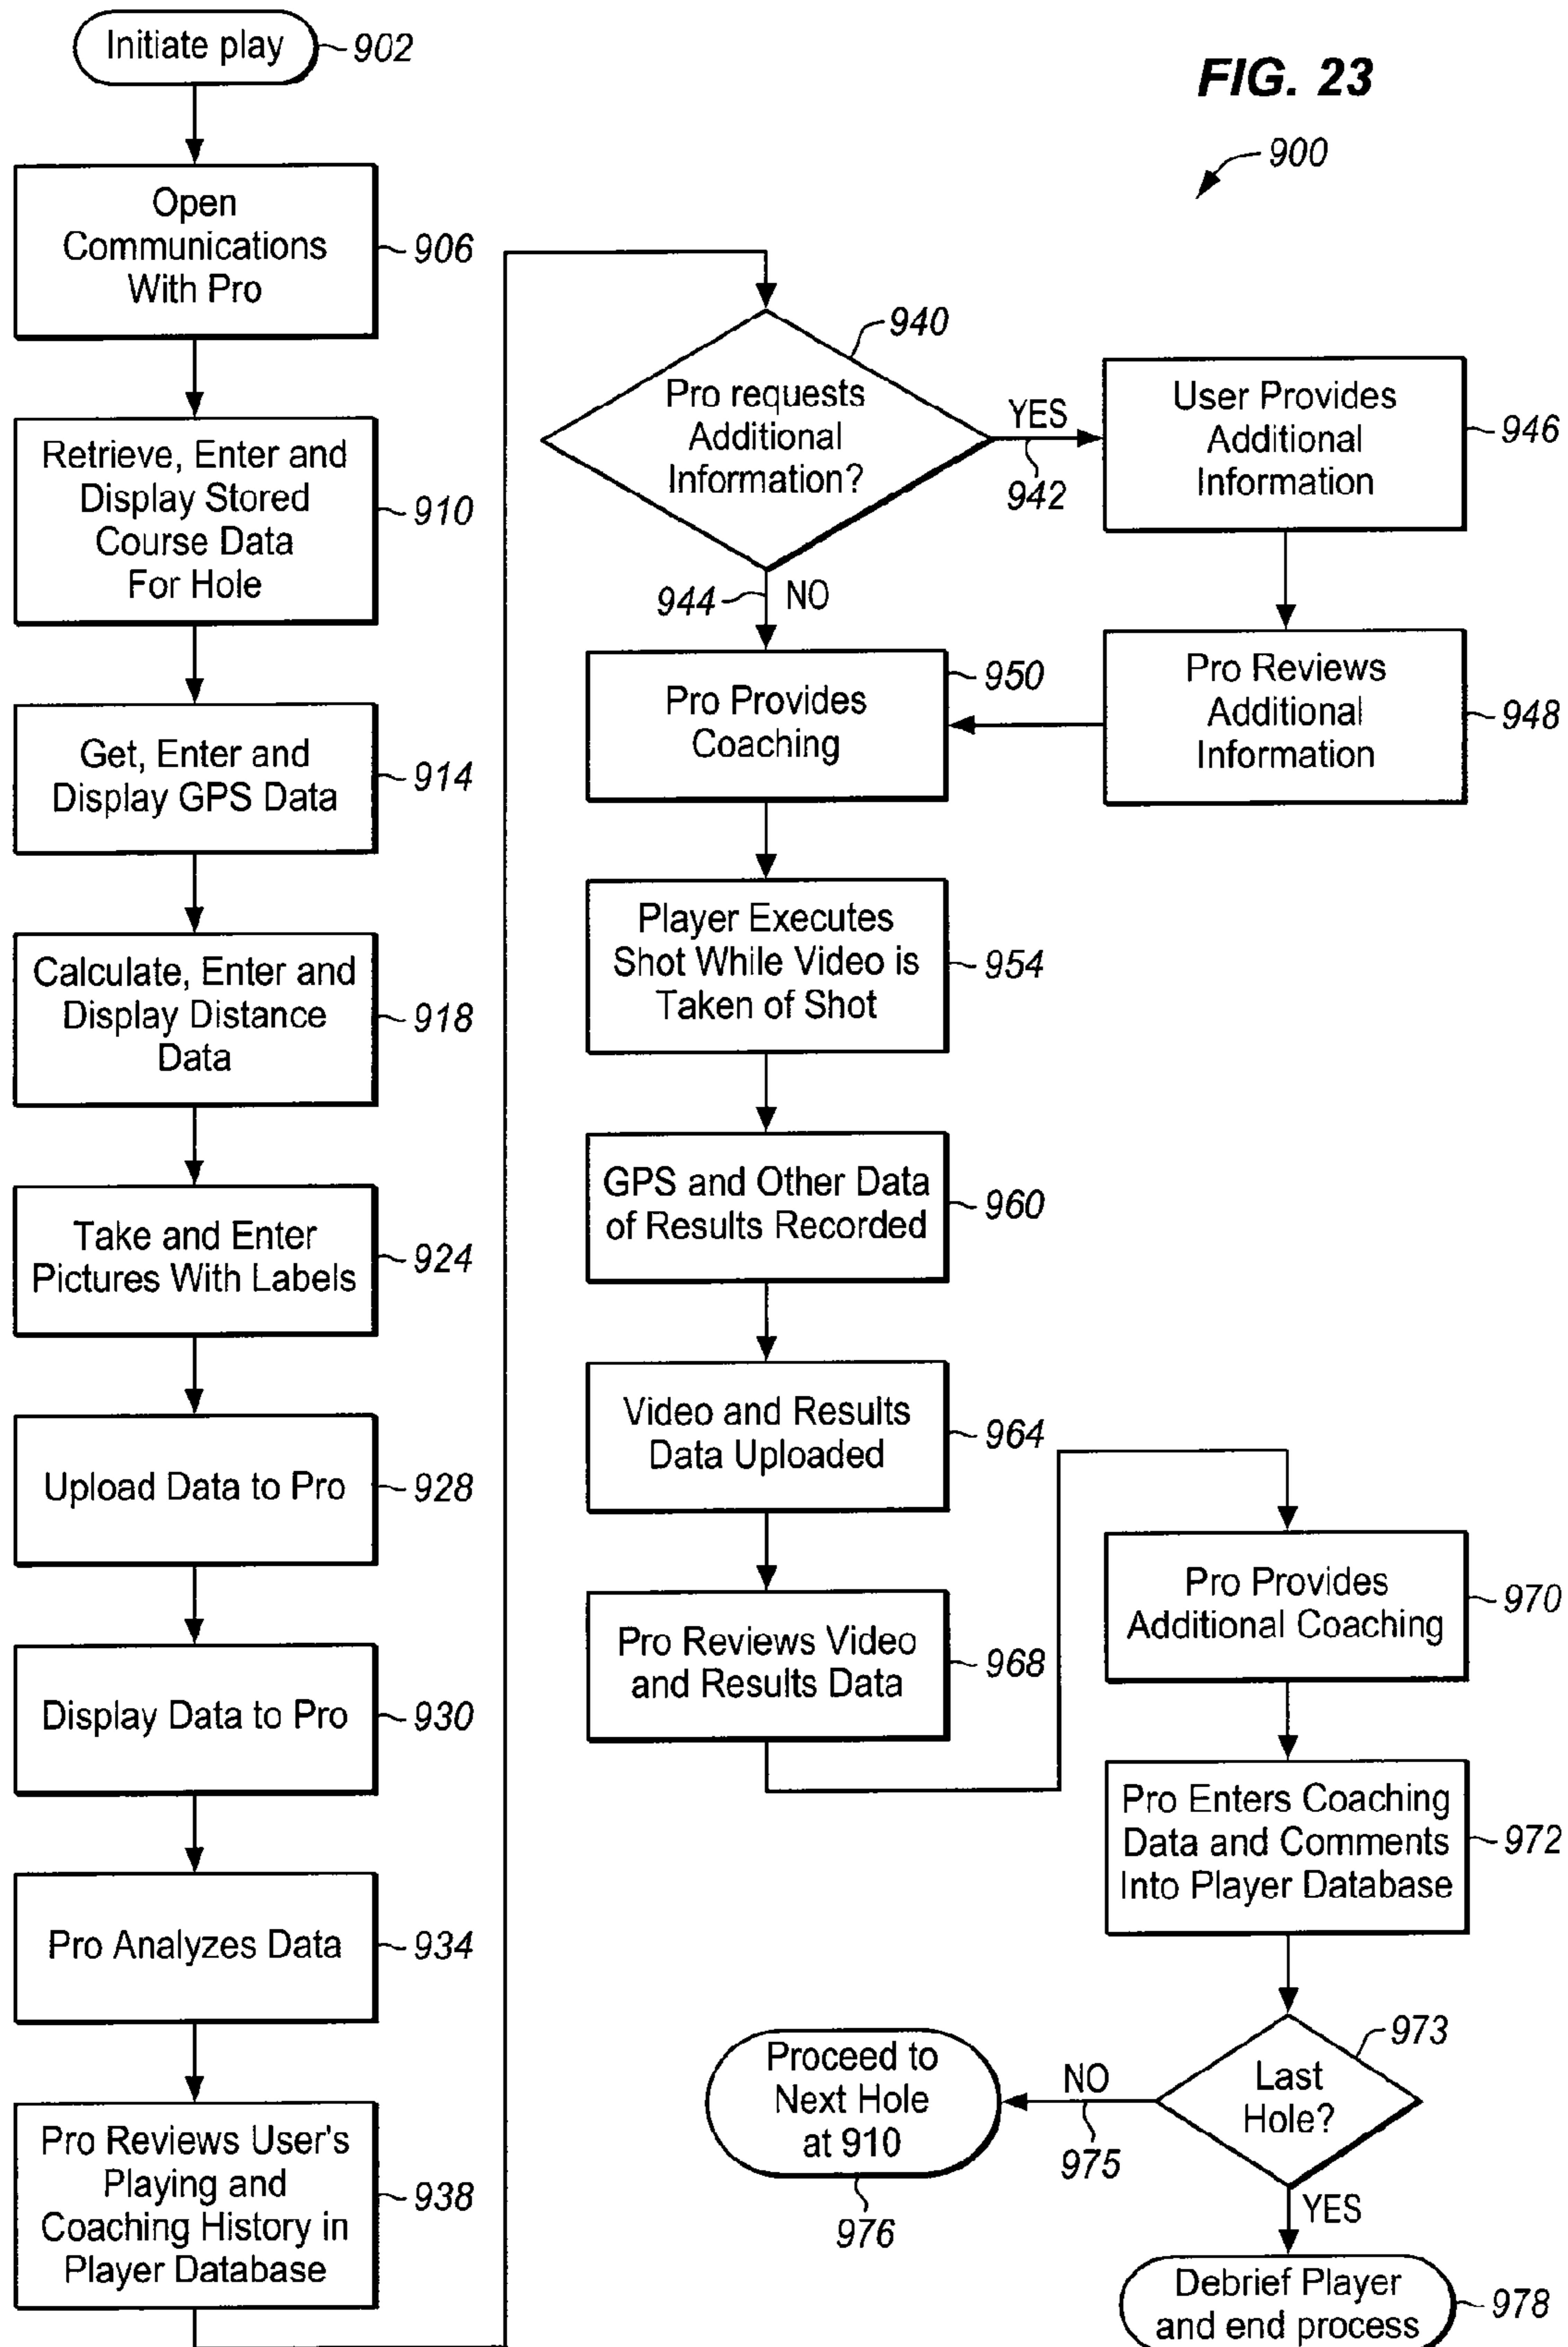 FIG. 23
900
Initiate play
902
Open
Communications
With Pro
906
Retrieve, Enter and
Display Stored
Course Data
For Hole
910
Get, Enter and
Display GPS Data
914
Calculate, Enter and
Display Distance
Data
918
Take and Enter
Pictures With Labels
924
Upload Data to Pro
928
Display Data to Pro
930
Pro Analyzes Data
934
Pro Reviews User's
Playing and
Coaching History in
Player Database
938
Pro requests
Additional
Information?
940
YES
942
User Provides
Additional
Information
946
Pro Reviews
Additional
Information
948
944
NO
Pro Provides
Coaching
950
Player Executes
Shot While Video is
Taken of Shot
954
GPS and Other Data
of Results Recorded
960
Video and Results
Data Uploaded
964
Pro Reviews Video
and Results Data
968
Pro Provides
Additional Coaching
970
Pro Enters Coaching
Data and Comments
Into Player Database
972
Last
Hole?
973
NO
975
Proceed to
Next Hole
at 910
976
YES
Debrief Player
and end process
978